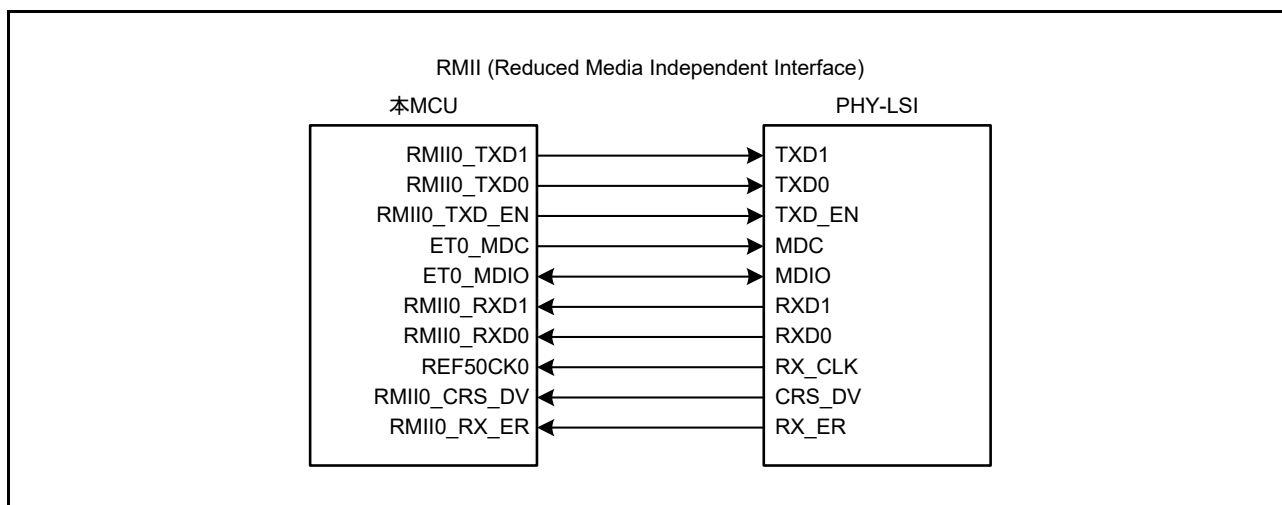 RMII (Reduced Media Independent Interface)
本MCU PHY-LSI
RMII0_TXD1 TXD1
RMII0_TXD0 TXD0
RMII0_TXD_EN TXD_EN
ET0_MDC MDC
ET0_MDIO MDIO
RMII0_RXD1 RXD1
RMII0_RXD0 RXD0
REF50CK0 RX_CLK
RMII0_CRS_DV CRS_DV
RMII0_RX_ER RX_ER